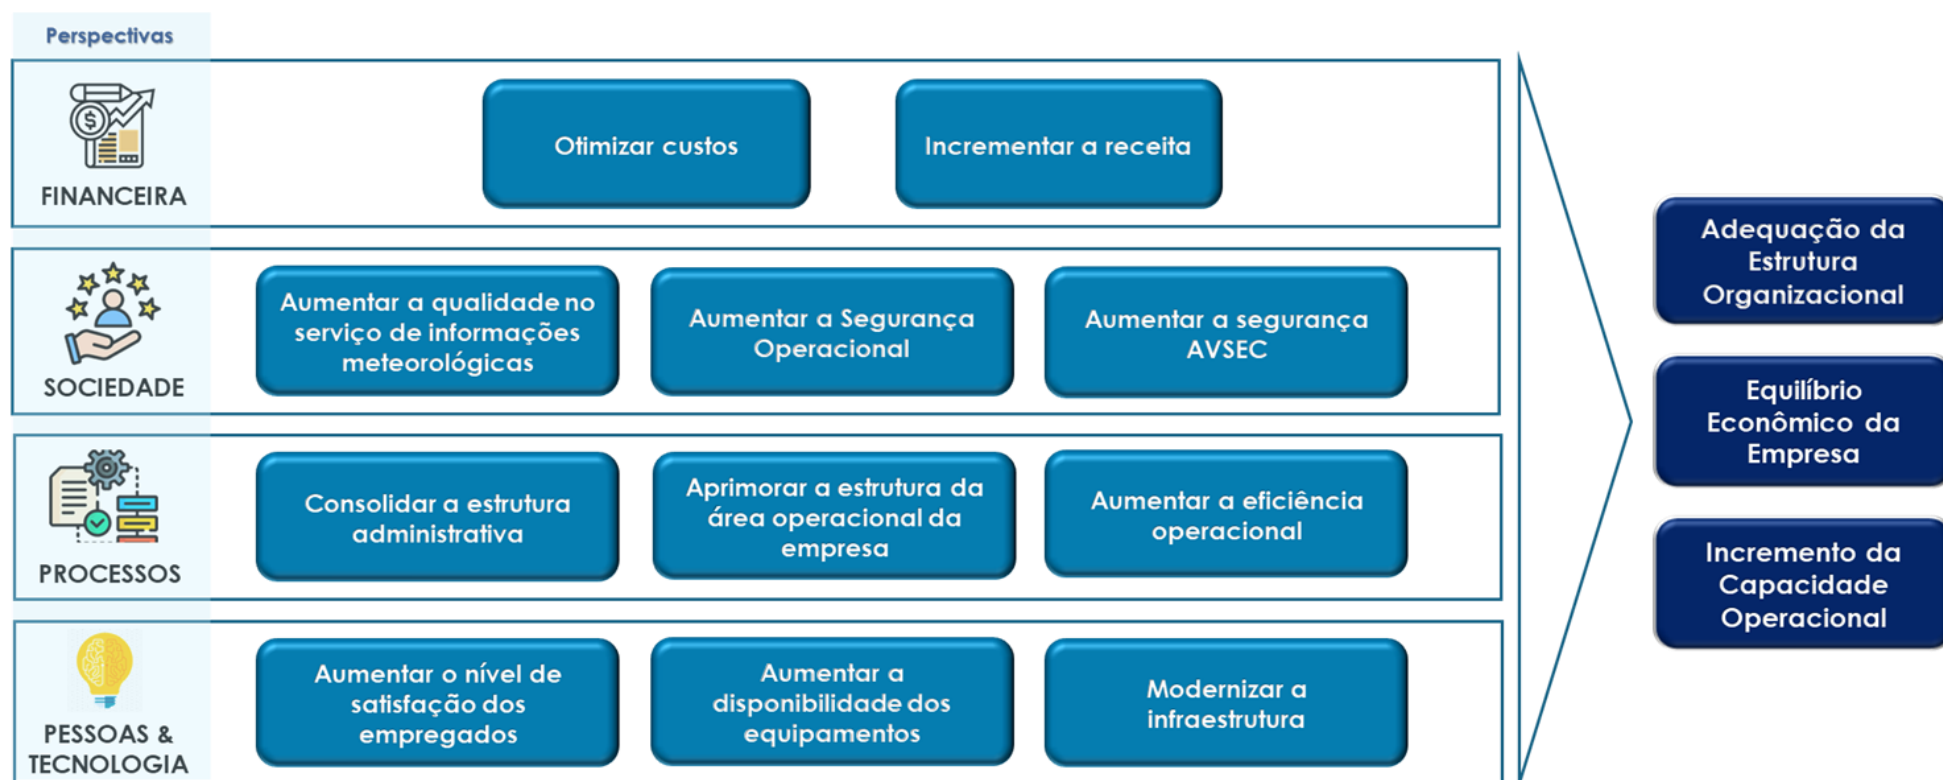 Perspectivas
FINANCEIRA
Otimizar custos
Incrementar a receita
SOCIEDADE
Aumentar a qualidade no
serviço de informações
meteorológicas
Aumentar a Segurança
Operacional
Aumentar a segurança
AVSEC
PROCESSOS
Consolidar a estrutura
administrativa
Aprimorar a estrutura da
área operacional da
empresa
Aumentar a eficiência
operacional
PESSOAS &
TECNOLOGIA
Aumentar o nível de
satisfação dos
empregados
Aumentar a
disponibilidade dos
equipamentos
Modernizar a
infraestrutura
Adequação da
Estrutura
Organizacional
Equilíbrio
Econômico da
Empresa
Incremento da
Capacidade
Operacional